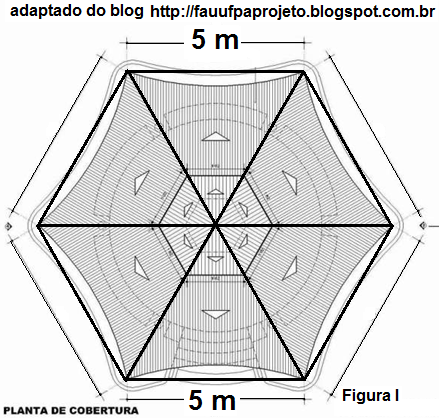 adaptado do blog http://fauufpaprojeto.blogspot.com.br
5 m
5 m
Figura I
PLANTA DE COBERTURA